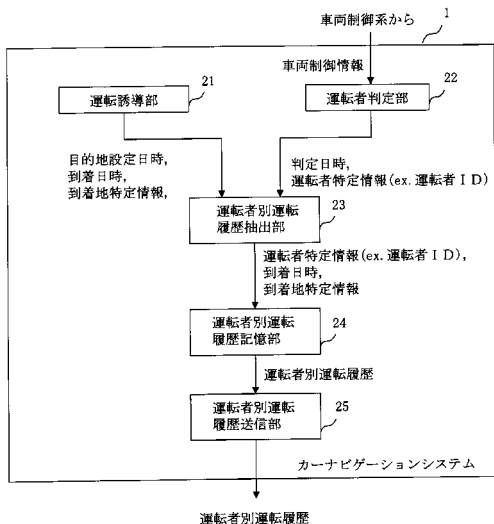 車両制御系から
1
車両制御情報
21
運転誘導部
22
運転者判定部
目的地設定日時,
到着日時,
到着地特定情報,
判定日時,
運転者特定情報(ex.運転者ID)
23
運転者別運転
履歴抽出部
運転者特定情報(ex.運転者ID),
到着日時,
到着地特定情報
24
運転者別運転
履歴記憶部
運転者別運転履歴
25
運転者別運転
履歴送信部
カーナビゲーションシステム
運転者別運転履歴